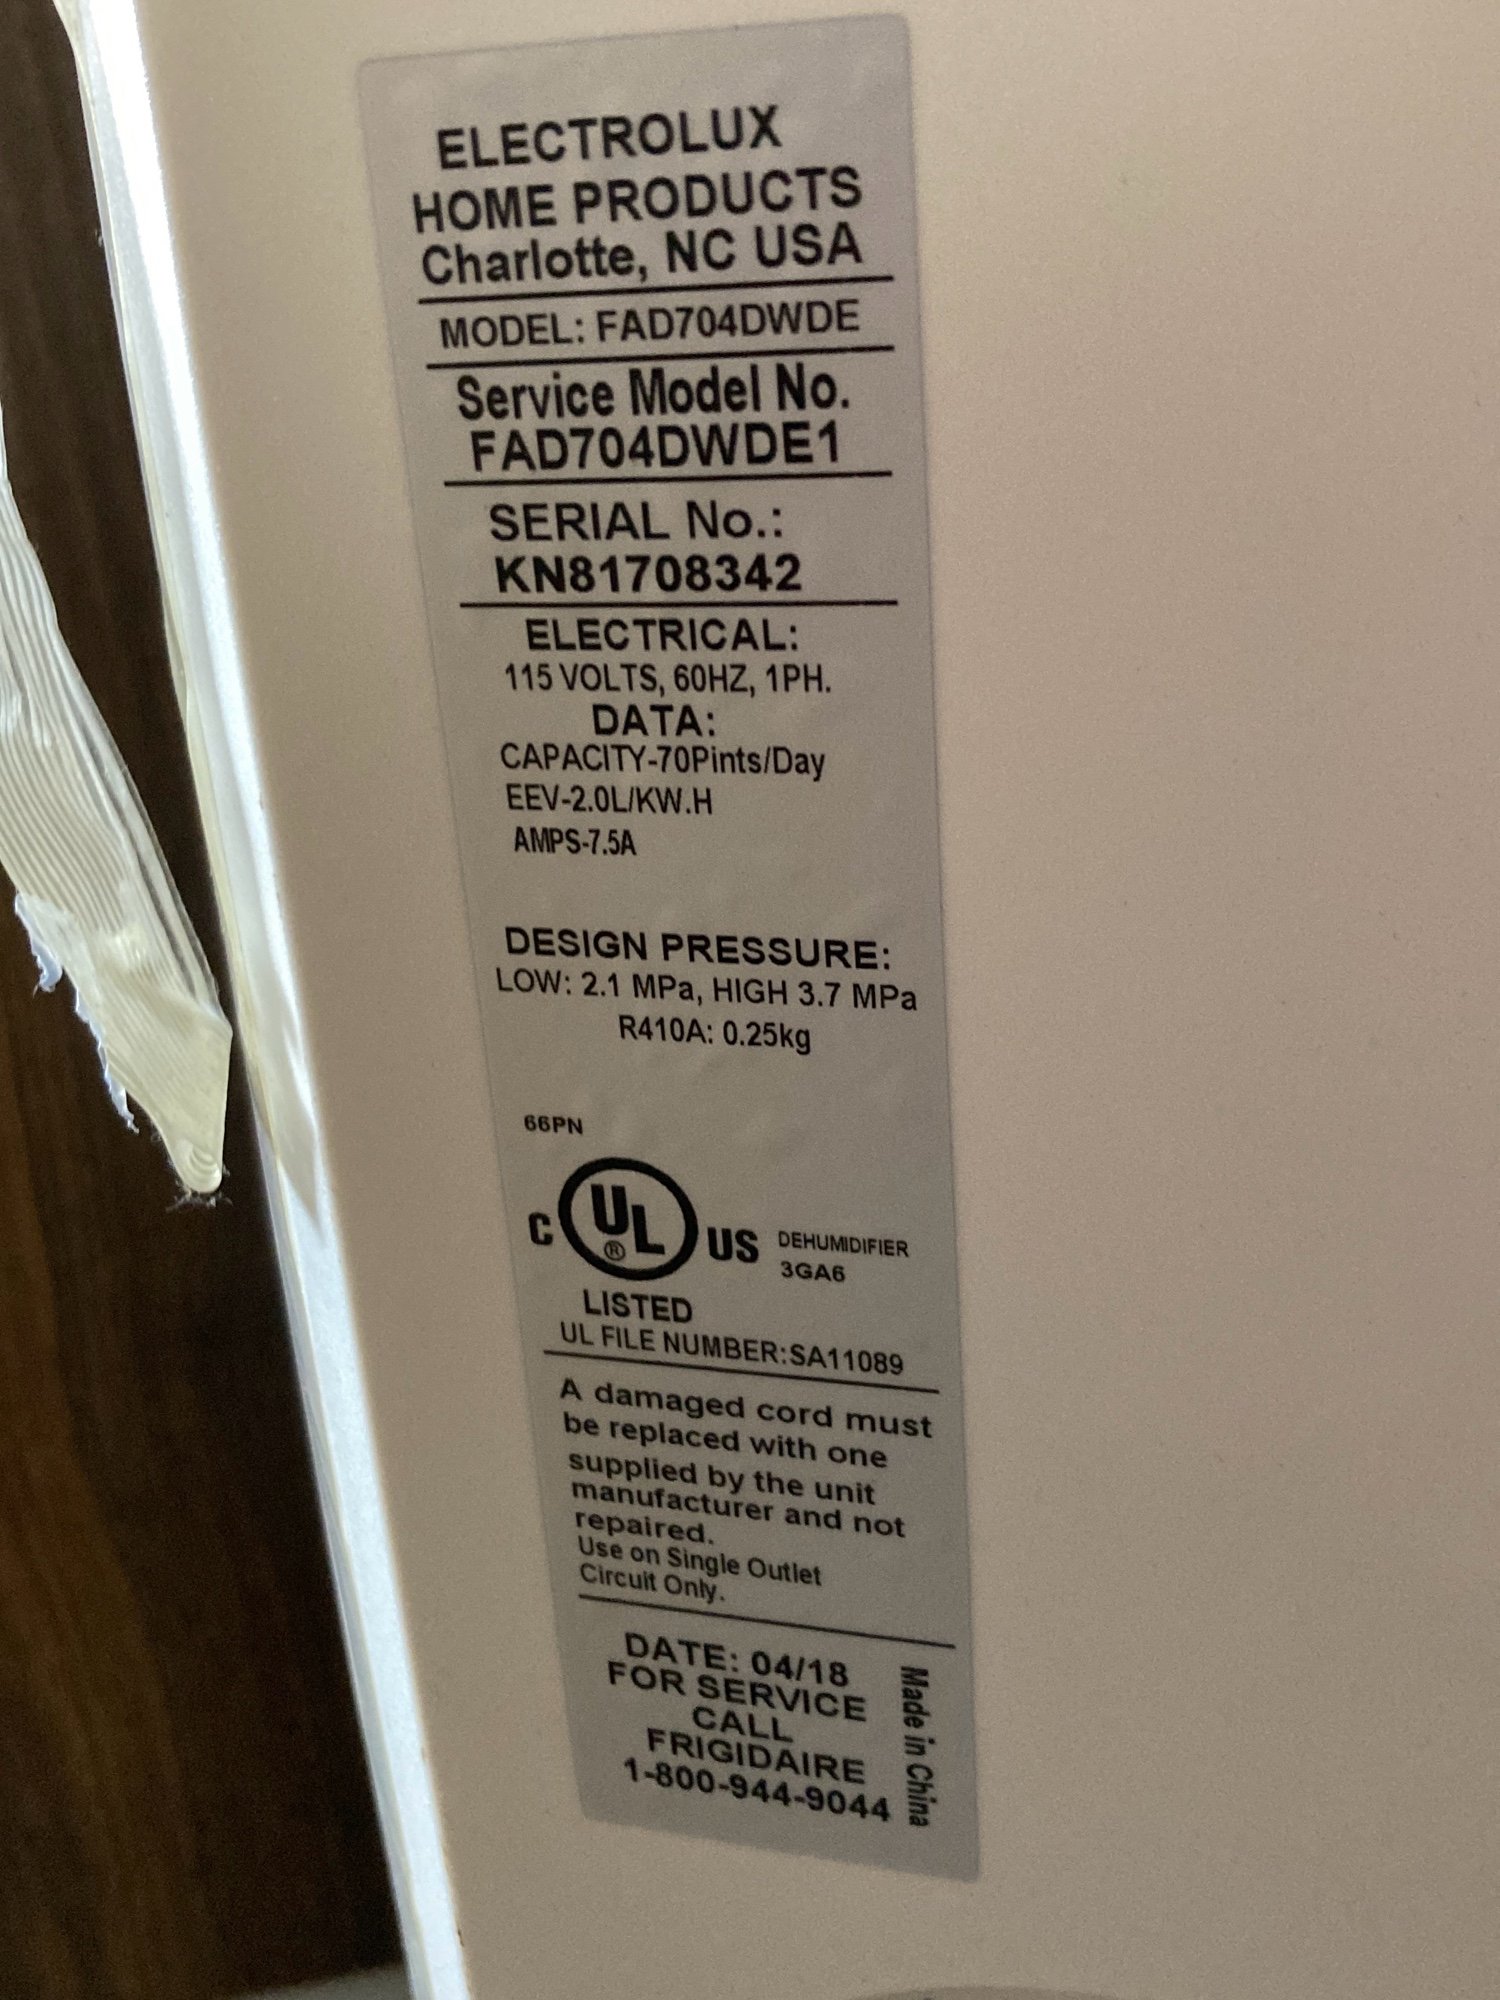 ELECTROLUX
HOME PRODUCTS
Charlotte, NC USA
MODEL: FAD704DWDE
Service Model No.
FAD704DWDE1
SERIAL No.:
KN81708342
ELECTRICAL:
115 VOLTS, 60HZ, 1PH.
DATA:
CAPACITY-70Pints/Day
EEV-2.0L/KW.H
AMPS-7.5A
DESIGN PRESSURE:
LOW: 2.1 MPa, HIGH 3.7 MPa
R410A: 0.25kg
66PN
C UL® US
DEHUMIDIFIER
3GA6
LISTED
UL FILE NUMBER:SA11089
A damaged cord must
be replaced with one
supplied by the unit
manufacturer and not
repaired.
Use on Single Outlet
Circuit Only.
DATE: 04/18
FOR SERVICE
CALL
FRIGIDAIRE
1-800-944-9044
Made in China